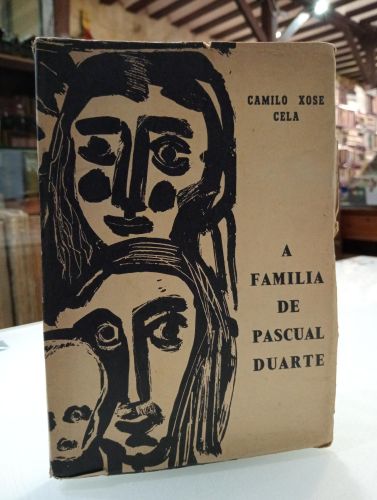 CAMILO XOSE
CELA
A
FAMILIA
DE
PASCUAL
DUARTE